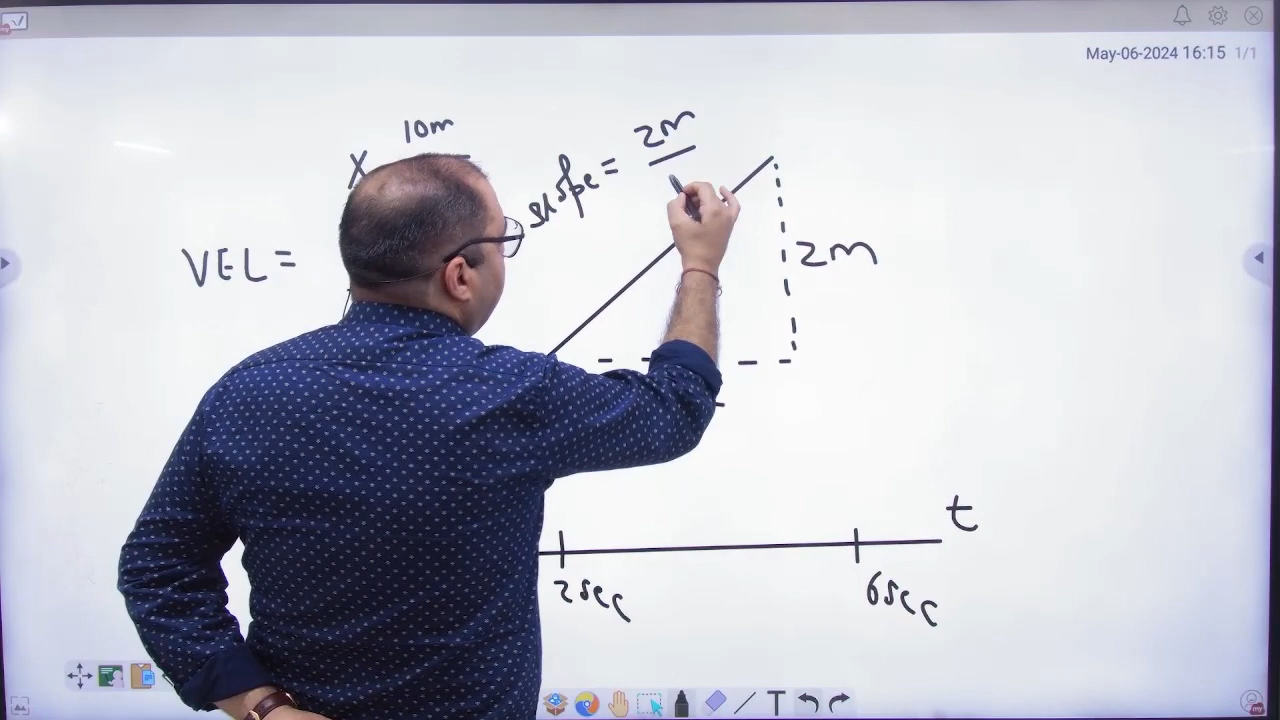 May-06-2024 16:15 1/1
10m
X
slope = 2m
VEL =
2m
t
2sec
6sec
T